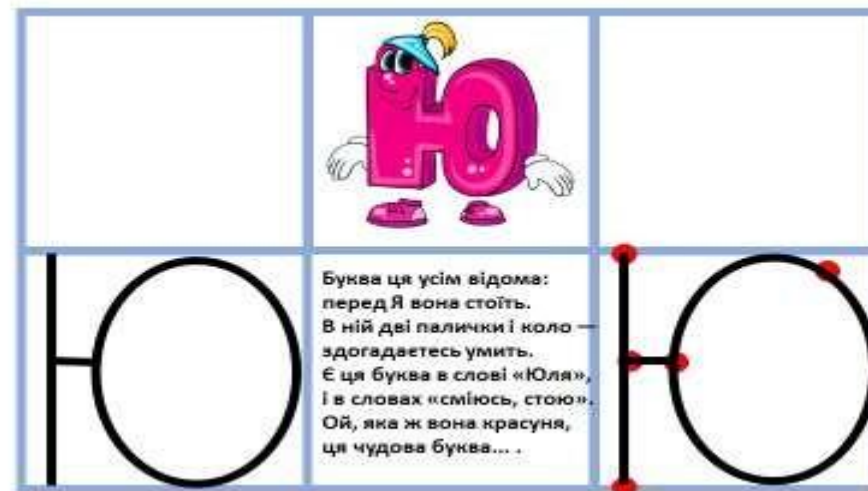 Буква ця усім відома:
перед Я вона стоїть.
В ній дві палички і коло —
здогадаєтесь умить.
Є ця буква в слові «Юля»,
і в словах «сміюсь, стою».
Ой, яка ж вона красуня,
ця чудова буква... .